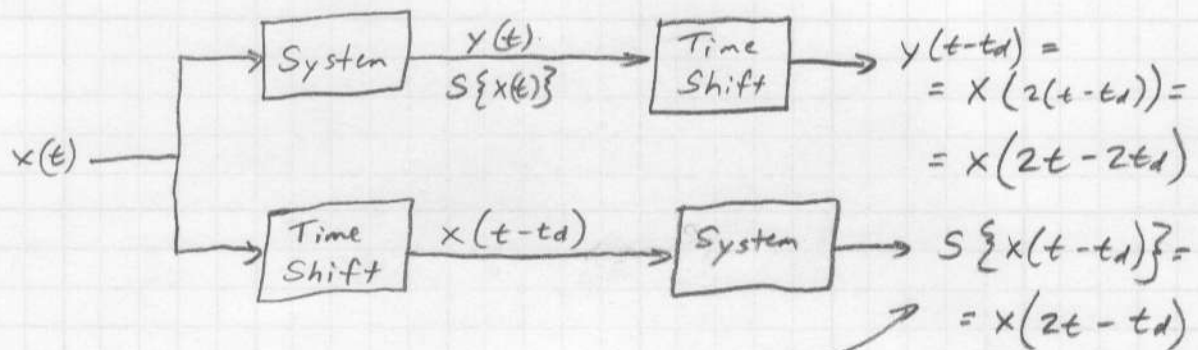 System
y(t).
S{x(t)}
Time
Shift
y(t-td) =
= x(2(t-td)) =
= x(2t-2td)
x(t)
Time
Shift
x(t-td)
System
S{x(t-td)} =
= x(2t-td)